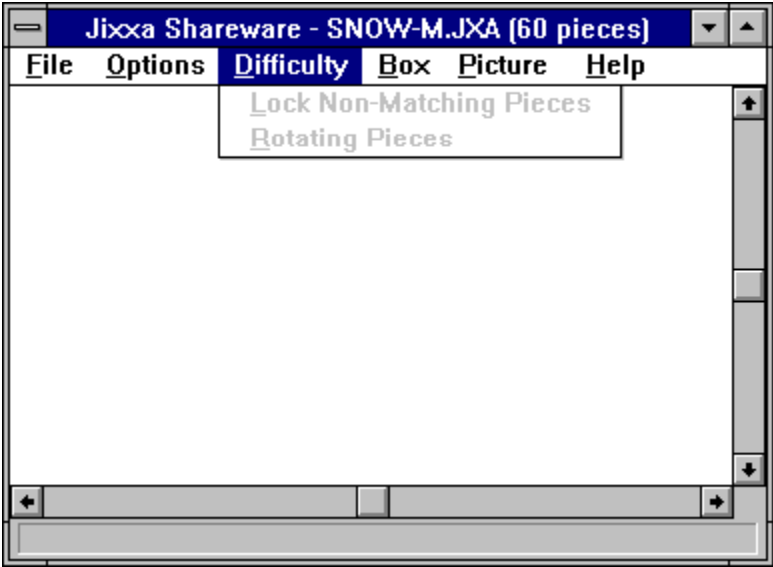 Jixxa Shareware - SNOW-M.JXA (60 pieces)
File Options Difficulty Box Picture Help
Lock Non-Matching Pieces
Rotating Pieces